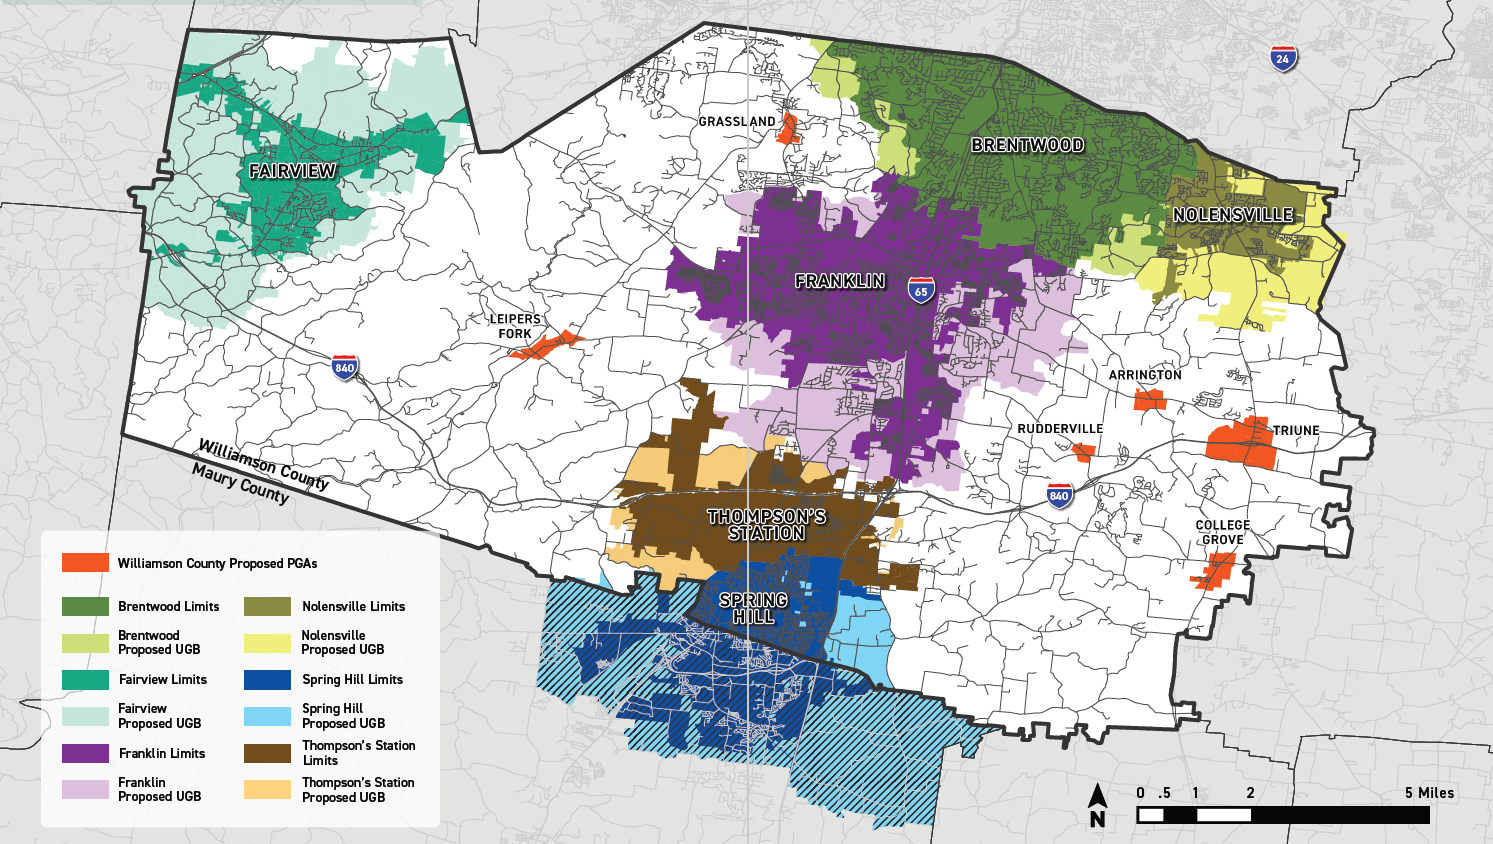 24
GRASSLAND
BRENTWOOD
FAIRVIEW
NOLENSVILLE
FRANKLIN
65
LEIPERS
FORK
840
ARRINGTON
RUDDERVILLE
TRIUNE
Williamson County
Maury County
840
THOMPSON'S
STATION
COLLEGE
GROVE
SPRING
HILL
Williamson County Proposed PGAs
Brentwood Limits
Brentwood
Proposed UGB
Fairview Limits
Fairview
Proposed UGB
Franklin Limits
Franklin
Proposed UGB
Nolensville Limits
Nolensville
Proposed UGB
Spring Hill Limits
Spring Hill
Proposed UGB
Thompson's Station
Limits
Thompson's Station
Proposed UGB
N
0 .5 1 2 5 Miles